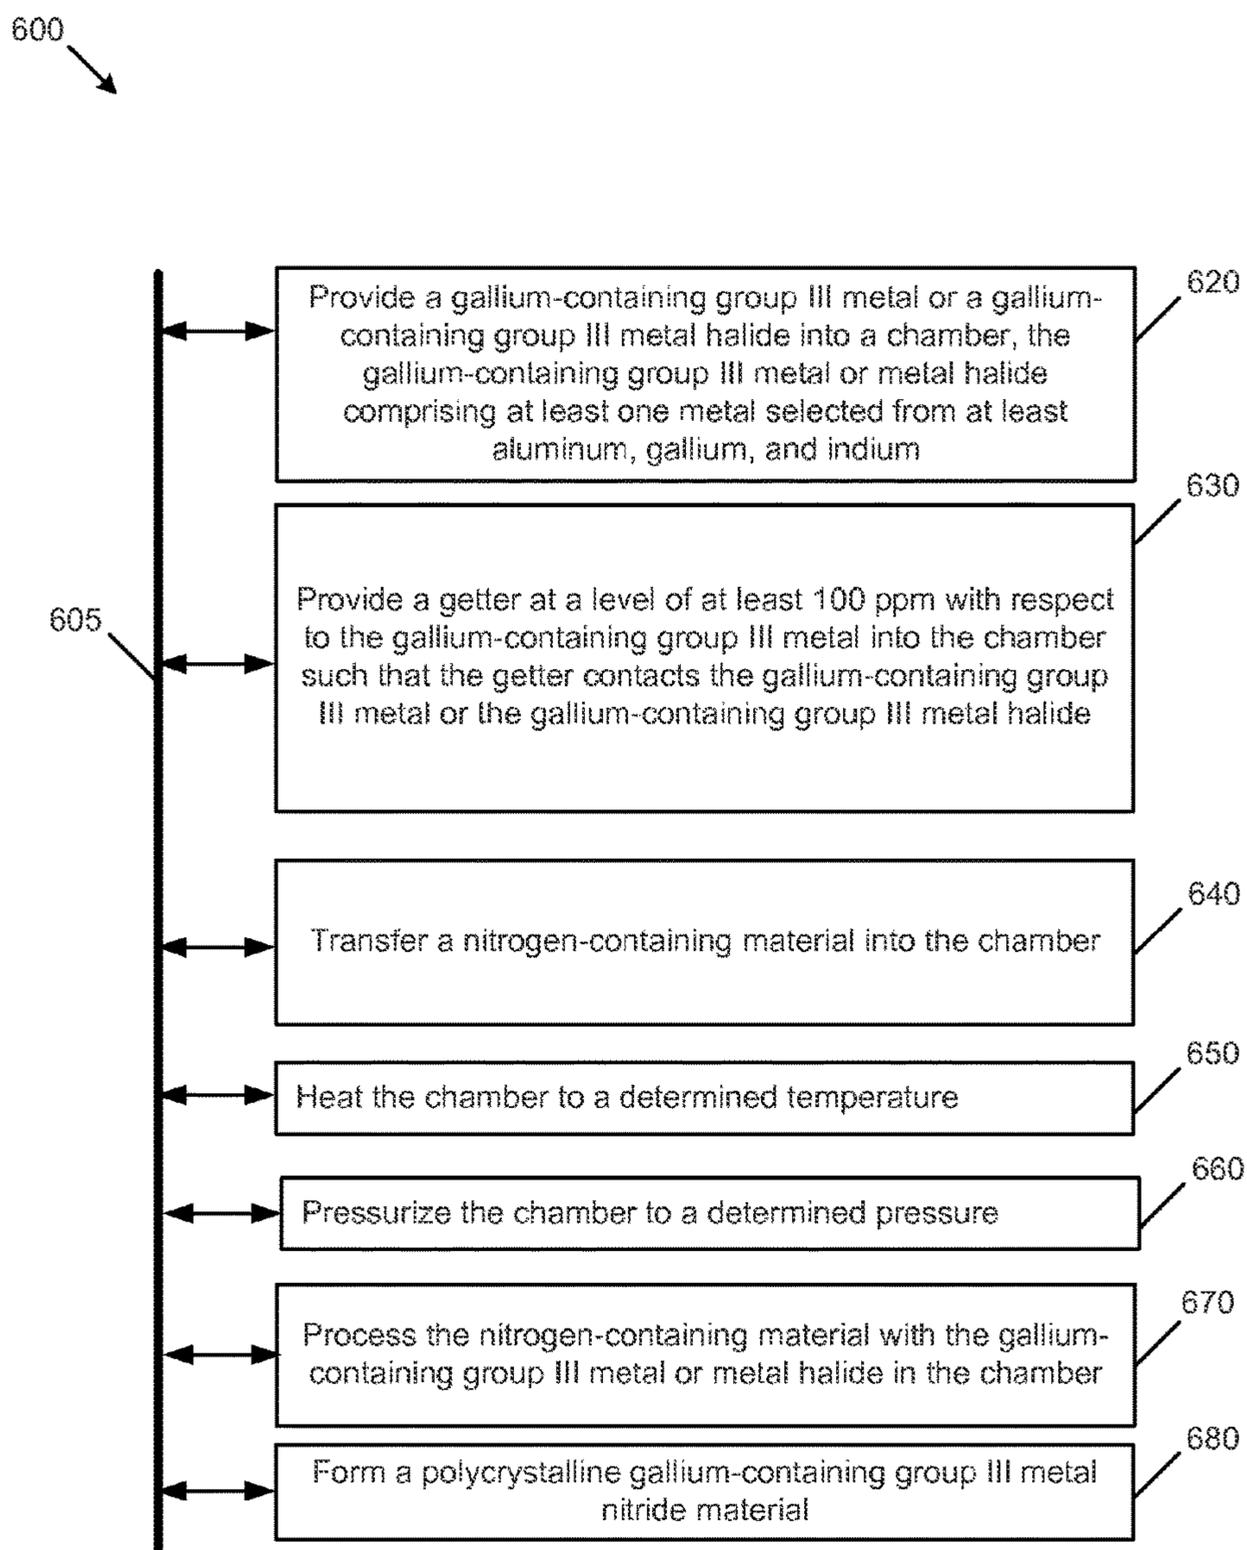 600
620
Provide a gallium-containing group III metal or a gallium-
containing group III metal halide into a chamber, the
gallium-containing group III metal or metal halide
comprising at least one metal selected from at least
aluminum, gallium, and indium
630
Provide a getter at a level of at least 100 ppm with respect
to the gallium-containing group III metal into the chamber
such that the getter contacts the gallium-containing group
III metal or the gallium-containing group III metal halide
605
640
Transfer a nitrogen-containing material into the chamber
650
Heat the chamber to a determined temperature
660
Pressurize the chamber to a determined pressure
670
Process the nitrogen-containing material with the gallium-
containing group III metal or metal halide in the chamber
680
Form a polycrystalline gallium-containing group III metal
nitride material